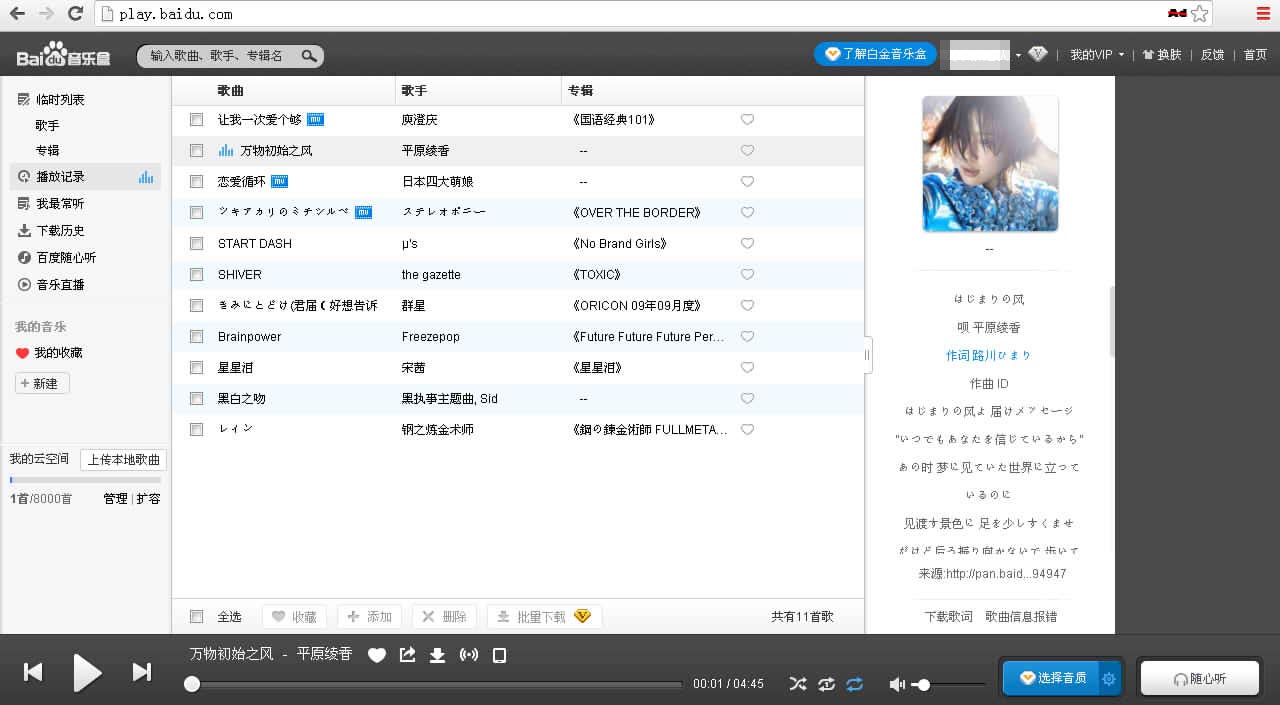 play.baidu.com
Bai du 音乐盒
输入歌曲、歌手、专辑名
了解白金音乐盒
我的VIP
换肤
反馈
首页
临时列表
歌手
专辑
播放记录
我最常听
下载历史
百度随心听
音乐直播
我的音乐
我的收藏
+ 新建
我的云空间 上传本地歌曲
1首/8000首 管理 | 扩容
歌曲 歌手 专辑
让我一次爱个够 mv 庾澄庆 《国语经典101》
万物初始之风 平原绫香 --
恋爱循环 mv 日本四大萌娘 --
ツキアカリのミチシルベ mv ステレオポニー 《OVER THE BORDER》
START DASH μ's 《No Brand Girls》
SHIVER the gazette 《TOXIC》
きみにとどけ(君届 ( 好想告诉 群星 《ORICON 09年09月度》
Brainpower Freezepop 《Future Future Future Per...
星星泪 宋茜 《星星泪》
黑白之吻 黑执事主题曲, Sid --
レイン 钢之炼金术师 《鋼の錬金術師 FULLMETA...
全选 收藏 添加 删除 批量下载 共有11首歌
--
はじまりの风
呗 平原绫香
作词 路川ひまり
作曲 ID
はじまりの风よ 届けメッセージ
"いつでもあなたを信じているから"
あの时 梦に见ていた世界に立って
いるのに
见渡す景色に 足を少しすくませ
だけど 后ろ振り向かないで 歩いて
来源:http://pan.baid...94947
下载歌词 歌曲信息报错
万物初始之风 - 平原绫香
00:01 / 04:45
选择音质
随心听